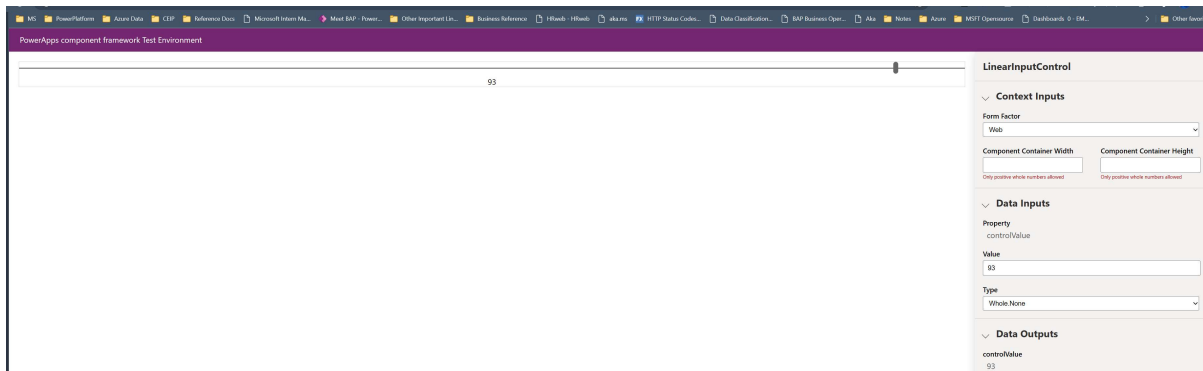 MS PowerPlatform Azure Data CEIP Reference Docs Microsoft Intern Ma... Meet BAP - Power... Other Important Lin... Business Reference HRweb - HRweb aka.ms HTTP Status Codes... Data Classification... BAP Business Oper... Aka Notes Azure MSFT Opensource Dashboards 0 - EM... Other favori
PowerApps component framework Test Environment
93
LinearInputControl
Context Inputs
Form Factor
Web
Component Container Width Component Container Height
Only positive whole numbers allowed Only positive whole numbers allowed
Data Inputs
Property
controlValue
Value
93
Type
Whole.None
Data Outputs
controlValue
93